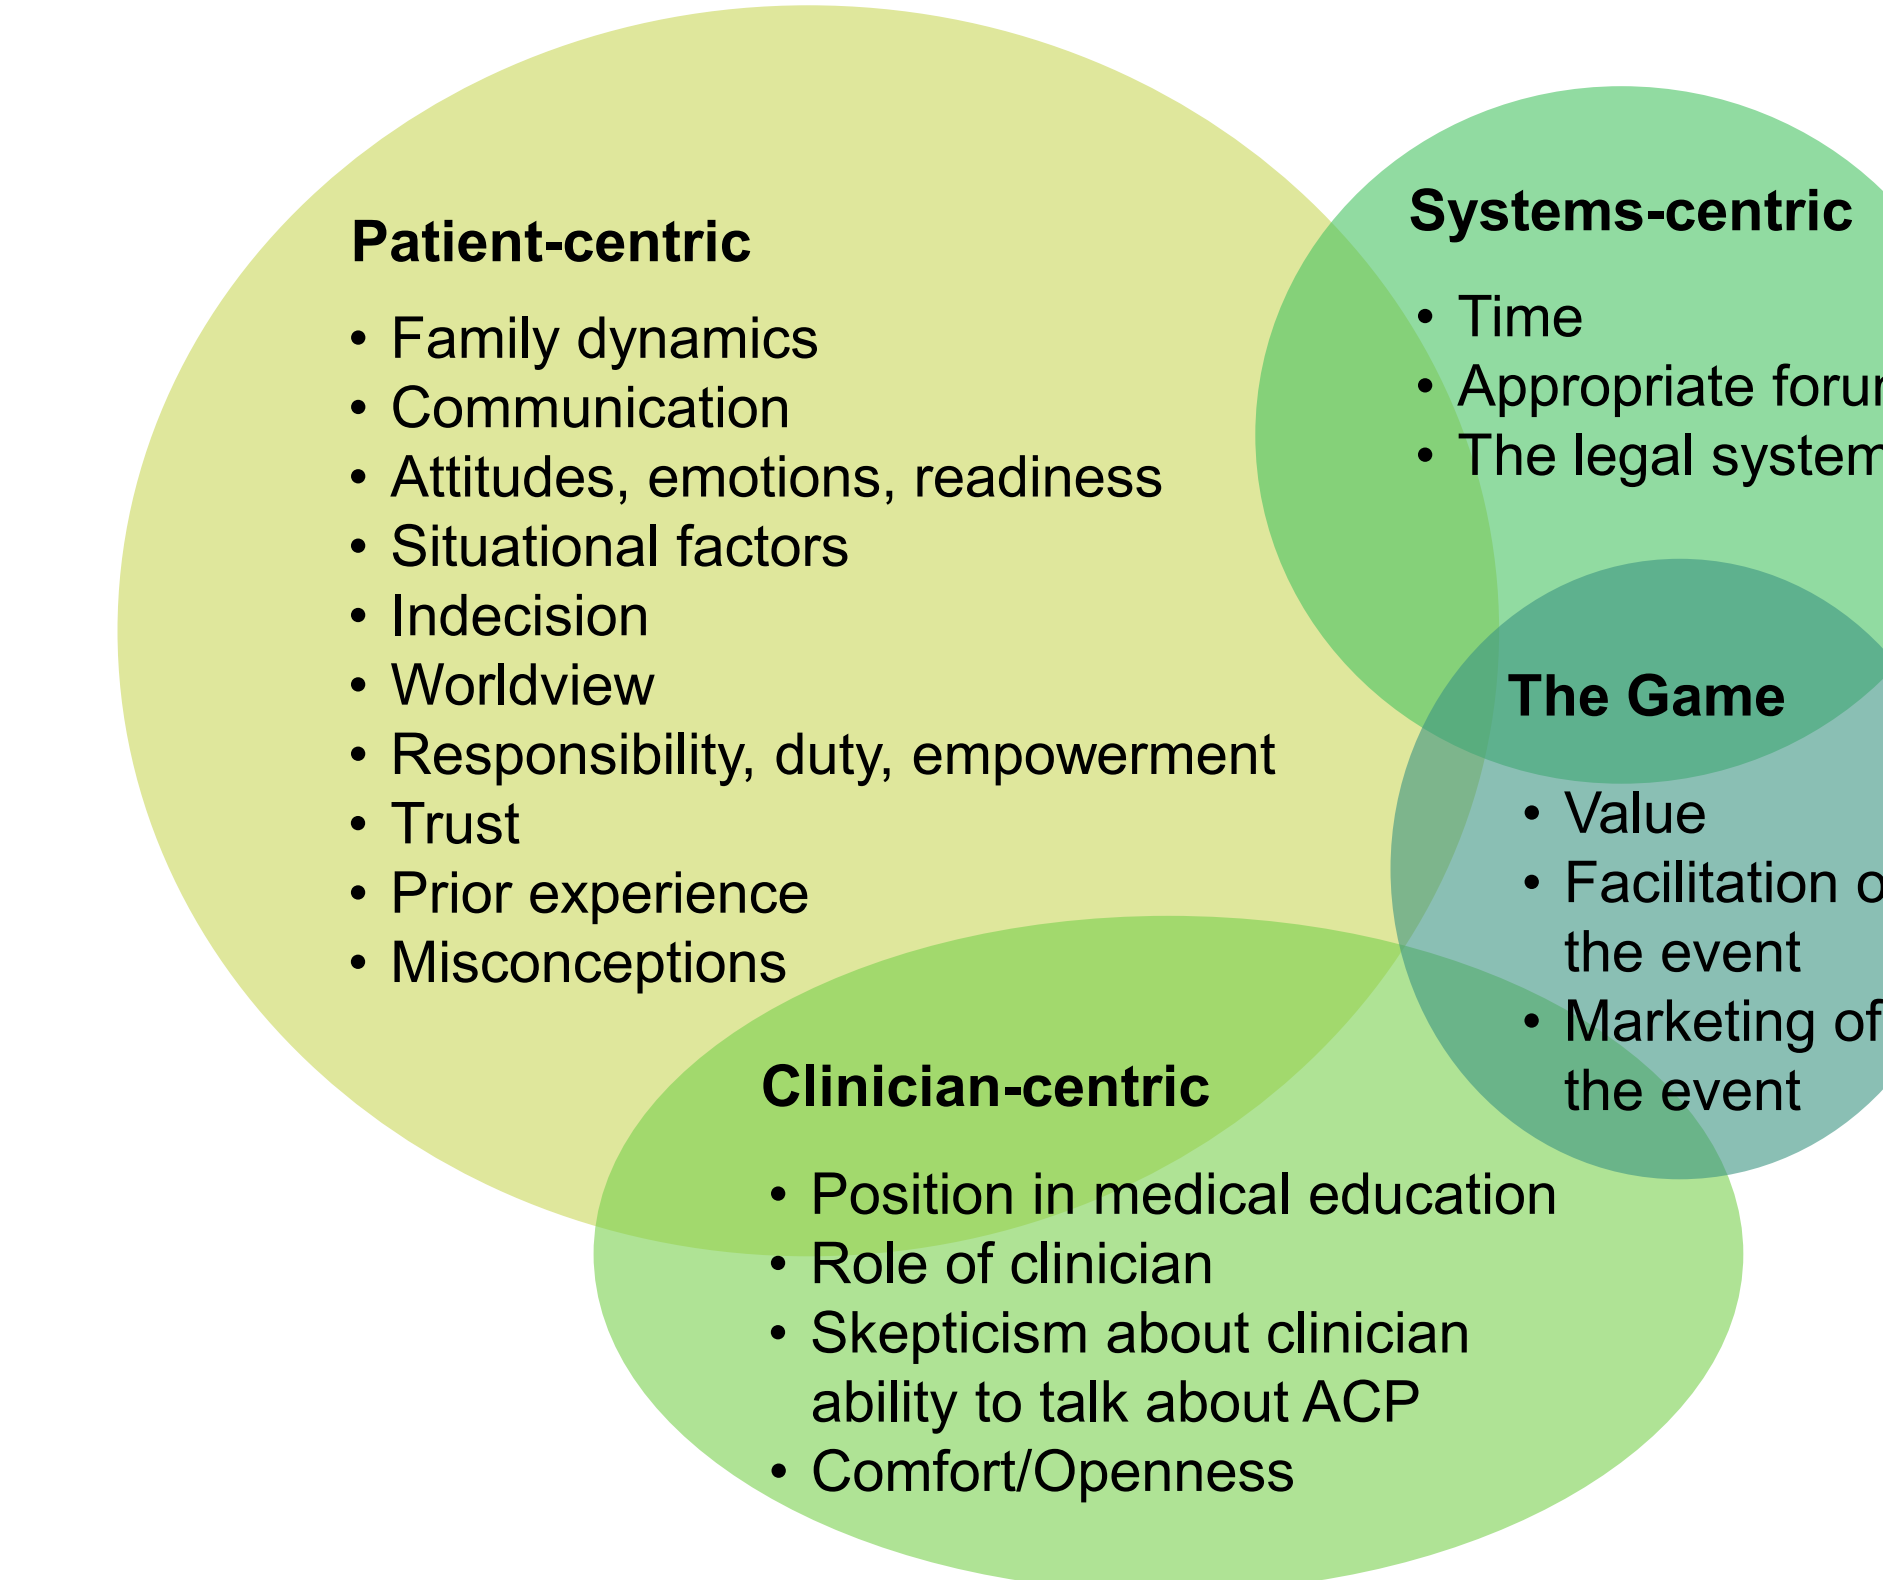 Patient-centric
• Family dynamics
• Communication
• Attitudes, emotions, readiness
• Situational factors
• Indecision
• Worldview
• Responsibility, duty, empowerment
• Trust
• Prior experience
• Misconceptions
Systems-centric
• Time
• Appropriate
• The legal system
The Game
• Value
• Facilitation
the event
• Marketing of
the event
Clinician-centric
• Position in medical education
• Role of clinician
• Skepticism about clinician
ability to talk about ACP
• Comfort/Openness